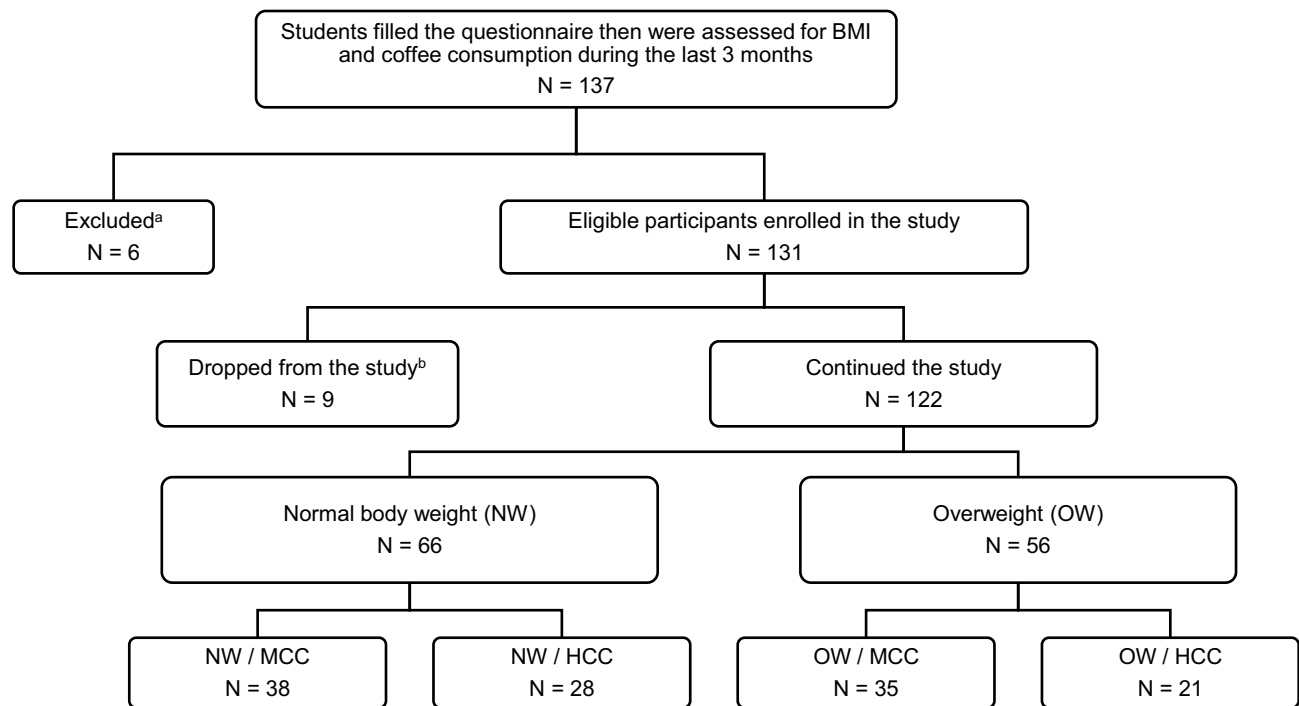 Students filled the questionnaire then were assessed for BMI
and coffee consumption during the last 3 months
N = 137
Excludedᵃ
N = 6
Eligible participants enrolled in the study
N = 131
Dropped from the studyᵇ
N = 9
Continued the study
N = 122
Normal body weight (NW)
N = 66
Overweight (OW)
N = 56
NW / MCC
N = 38
NW / HCC
N = 28
OW / MCC
N = 35
OW / HCC
N = 21